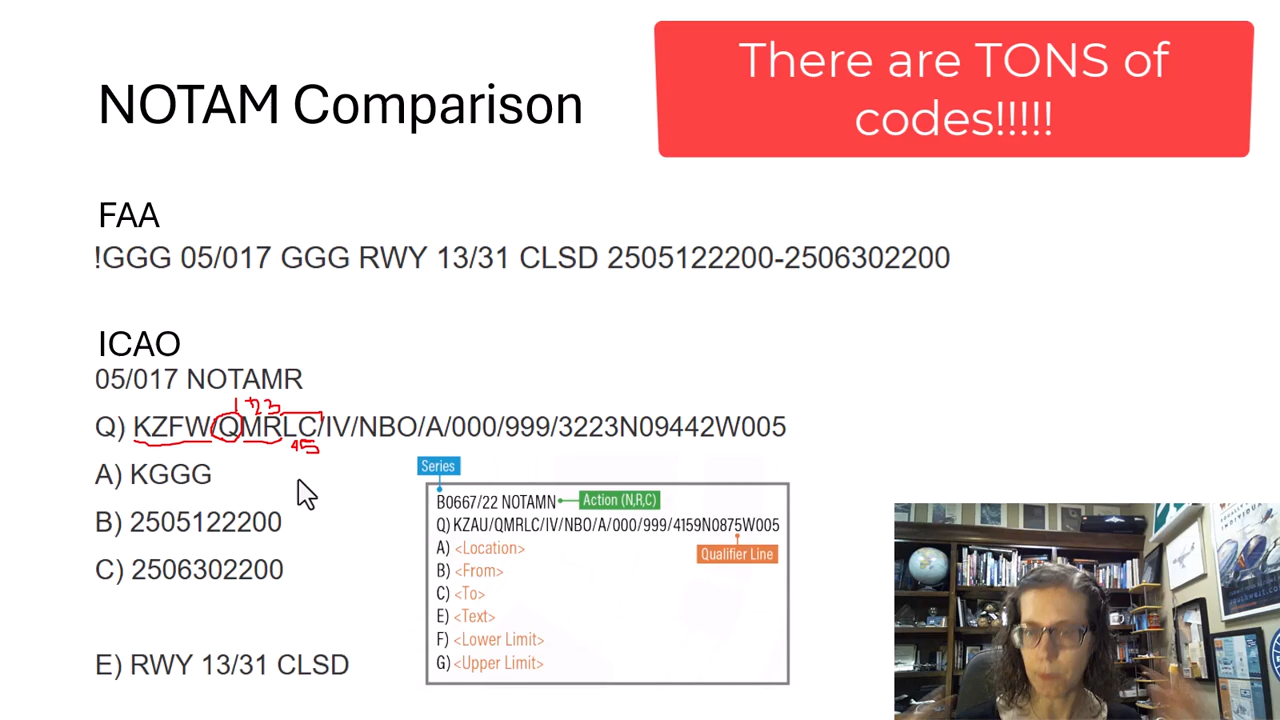 There are TONS of
codes!!!!!
NOTAM Comparison
FAA
!GGG 05/017 GGG RWY 13/31 CLSD 2505122200-2506302200
ICAO
05/017 NOTAMR
1 23
Q) KZFW/QMRLC/IV/NBO/A/000/999/3223N09442W005
45
A) KGGG
B) 2505122200
C) 2506302200
E) RWY 13/31 CLSD
Series
B0667/22 NOTAMN
Action (N,R,C)
Q) KZAU/QMRLC/IV/NBO/A/000/999/4159N0875W005
Qualifier Line
A) <Location>
B) <From>
C) <To>
E) <Text>
F) <Lower Limit>
G) <Upper Limit>